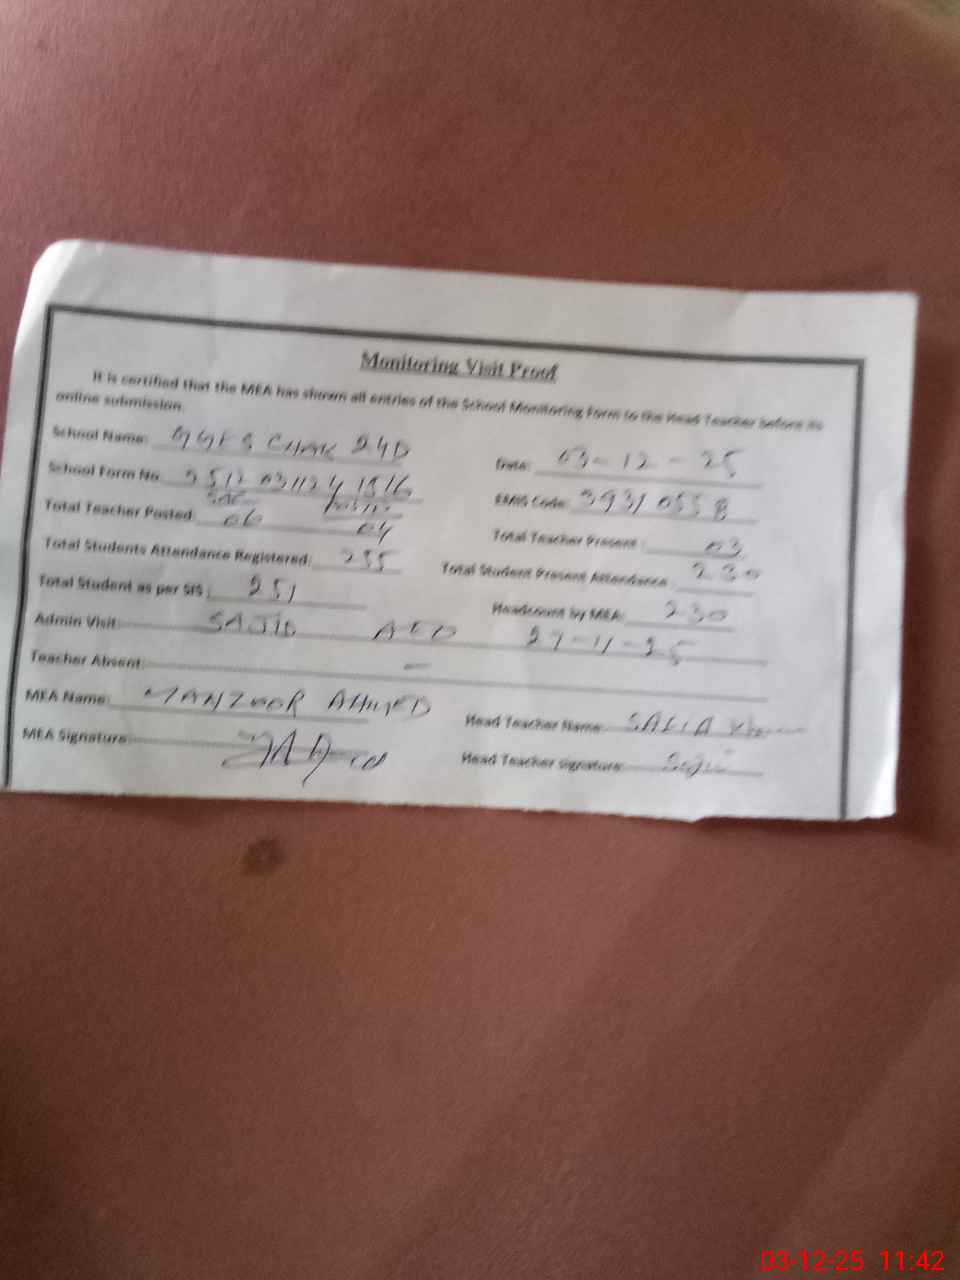 Monitoring Visit Proof
It is certified that the MEA has shown all entries of the School Monitoring Form to the Head Teacher before its
online submission.
School Name: GGES CHAK 24D
Date: 03-12-25
School Form No.
EMIS Code: 39310558
Total Teacher Posted: 06 04
Total Teacher Present: 03
Total Students Attendance Registered: 255
Total Student Present Attendance: 230
Total Student as per SIS: 251
Headcount by MEA: 230
Admin Visit: SAJID AEO 27-11-25
Teacher Absent: —
MEA Name: MANZOOR AHMED
Head Teacher Name:
MEA Signature:
Head Teacher signature:
03-12-25 11:42